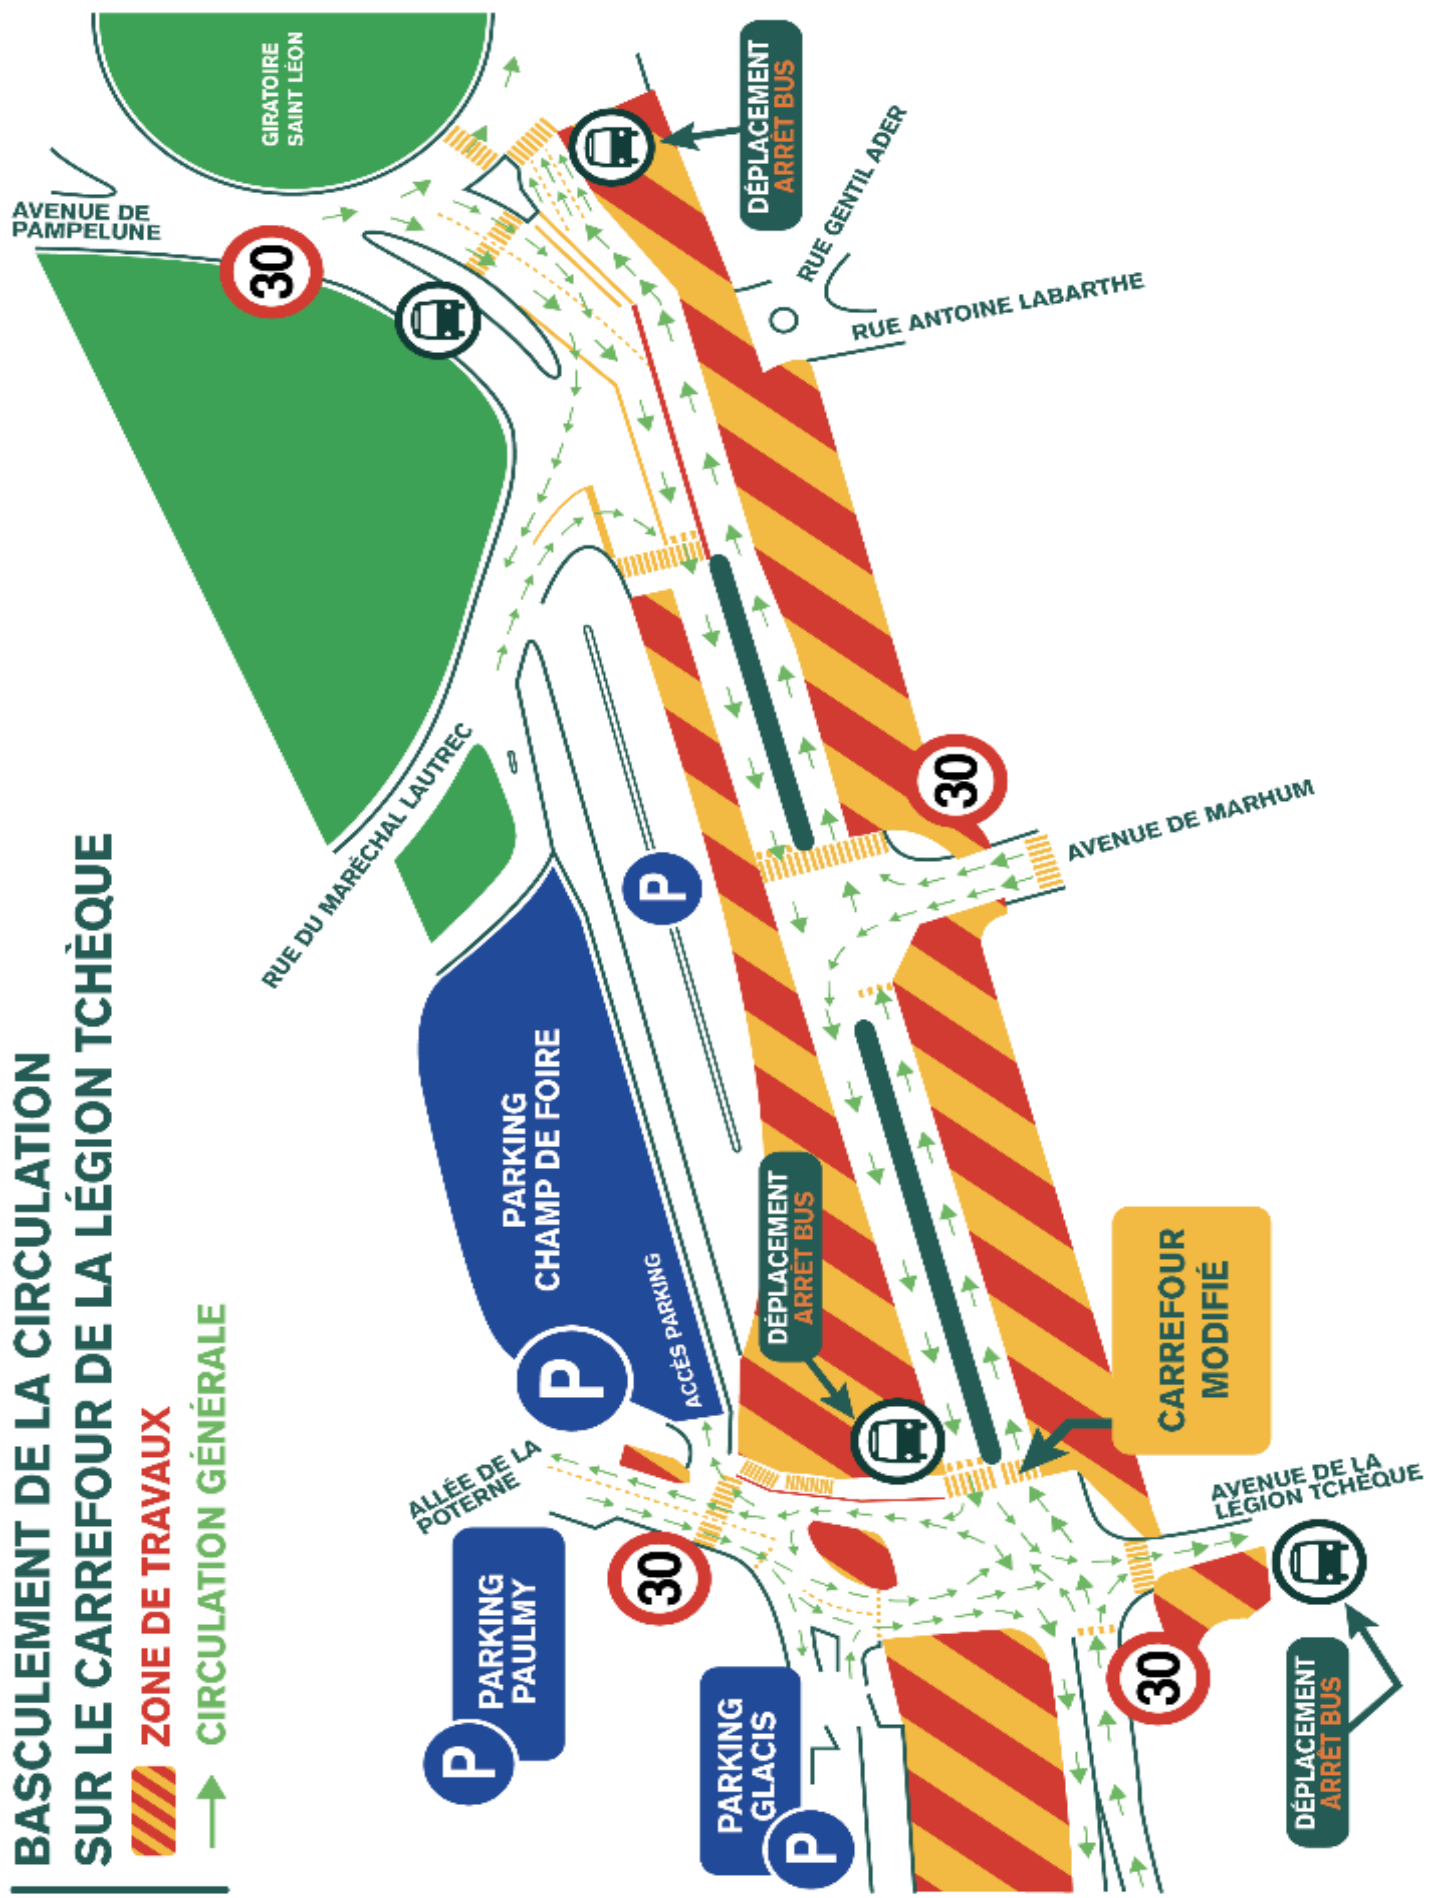 BASCULEMENT DE LA CIRCULATION
SUR LE CARREFOUR DE LA LÉGION TCHÈQUE
ZONE DE TRAVAUX
CIRCULATION GÉNÉRALE
GIRATOIRE
SAINT LÉON
AVENUE DE
PAMPELUNE
30
DÉPLACEMENT
ARRÊT BUS
RUE GENTIL ADER
RUE ANTOINE LABARTHE
RUE DU MARÉCHAL LAUTREC
30
AVENUE DE MARHUM
P
PARKING
CHAMP DE FOIRE
P
ACCÈS PARKING
DÉPLACEMENT
ARRÊT BUS
CARREFOUR
MODIFIÉ
ALLÉE DE LA
POTERNE
30
P
PARKING
PAULMY
P
PARKING
GLACIS
AVENUE DE LA
LÉGION TCHÈQUE
30
DÉPLACEMENT
ARRÊT BUS